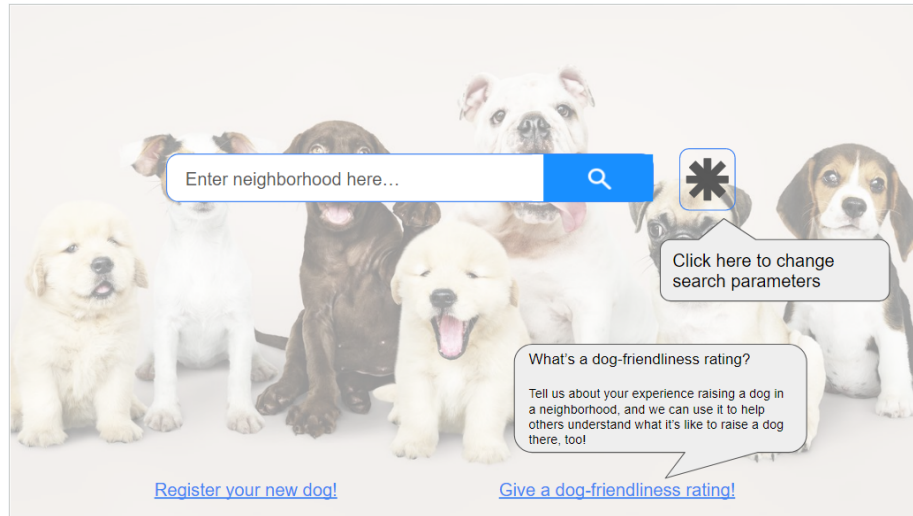 Enter neighborhood here…
Click here to change
search parameters
What's a dog-friendliness rating?
Tell us about your experience raising a dog in
a neighborhood, and we can use it to help
others understand what it's like to raise a dog
there, too!
Register your new dog!
Give a dog-friendliness rating!